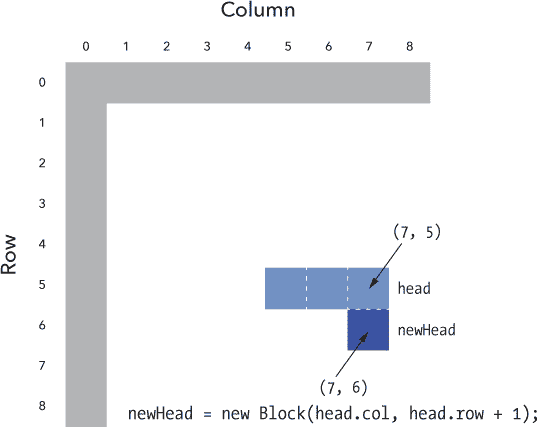 Column
0 1 2 3 4 5 6 7 8
Row
0
1
2
3
4
(7, 5)
5
head
6
newHead
7
(7, 6)
8
newHead = new Block(head.col, head.row + 1);